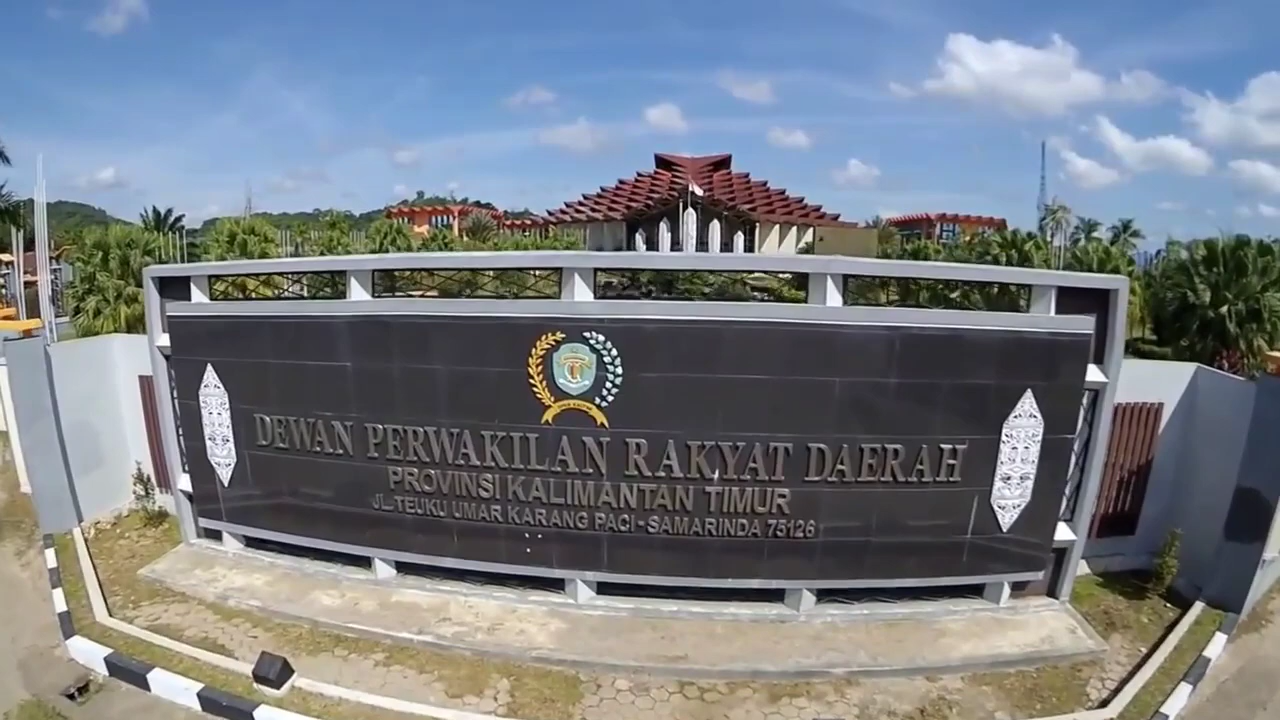 DEWAN PERWAKILAN RAKYAT DAERAH
PROVINSI KALIMANTAN TIMUR
JL. TEUKU UMAR KARANG PACI - SAMARINDA 75126